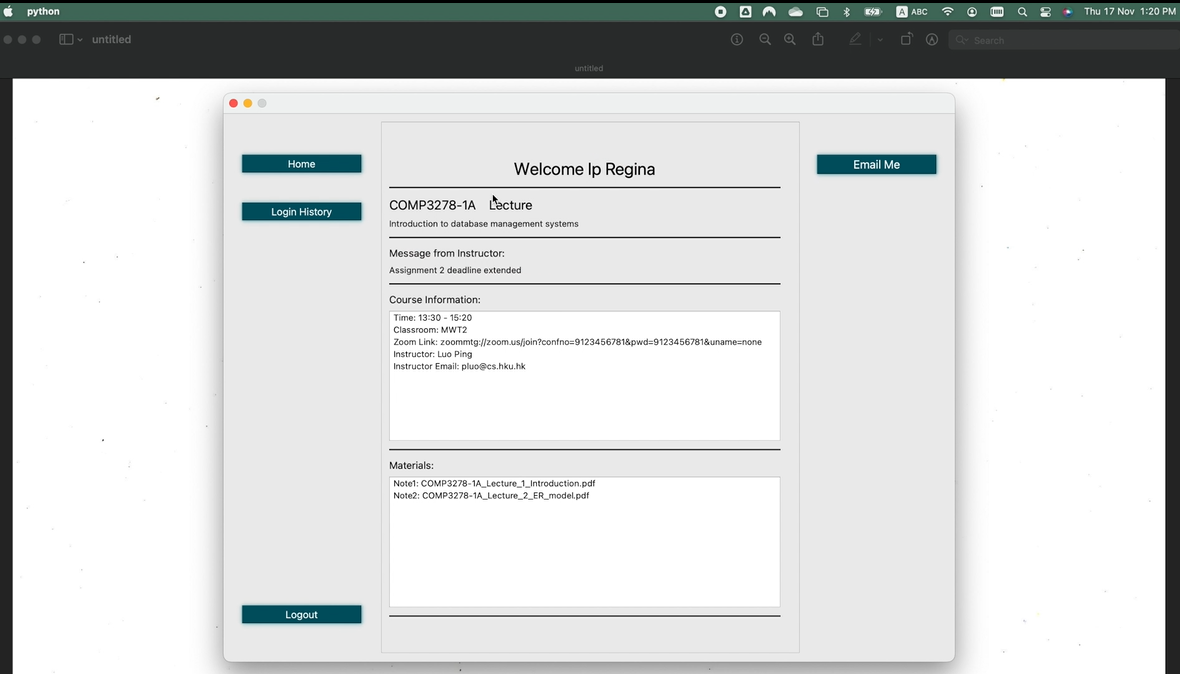 python
ABC
Thu 17 Nov 1:20 PM
untitled
Search
untitled
Home
Login History
Logout
Welcome Ip Regina
COMP3278-1A Lecture
Introduction to database management systems
Message from Instructor:
Assignment 2 deadline extended
Course Information:
Time: 13:30 - 15:20
Classroom: MWT2
Zoom Link: zoommtg://zoom.us/join?confno=9123456781&pwd=9123456781&uname=none
Instructor: Luo Ping
Instructor Email: pluo@cs.hku.hk
Materials:
Note1: COMP3278-1A_Lecture_1_Introduction.pdf
Note2: COMP3278-1A_Lecture_2_ER_model.pdf
Email Me